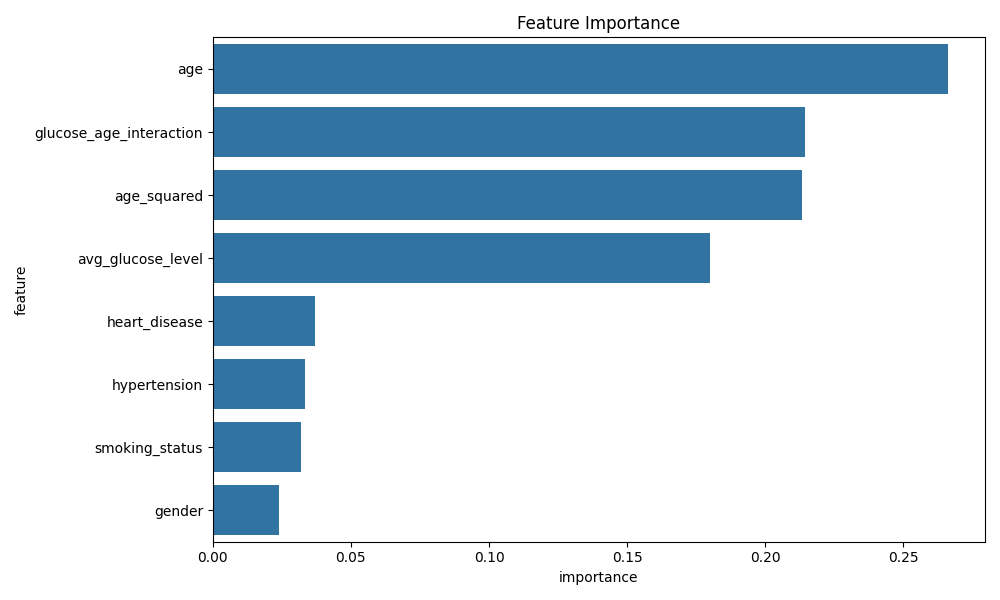 Feature Importance
feature
age
glucose_age_interaction
age_squared
avg_glucose_level
heart_disease
hypertension
smoking_status
gender
0.00 0.05 0.10 0.15 0.20 0.25
importance